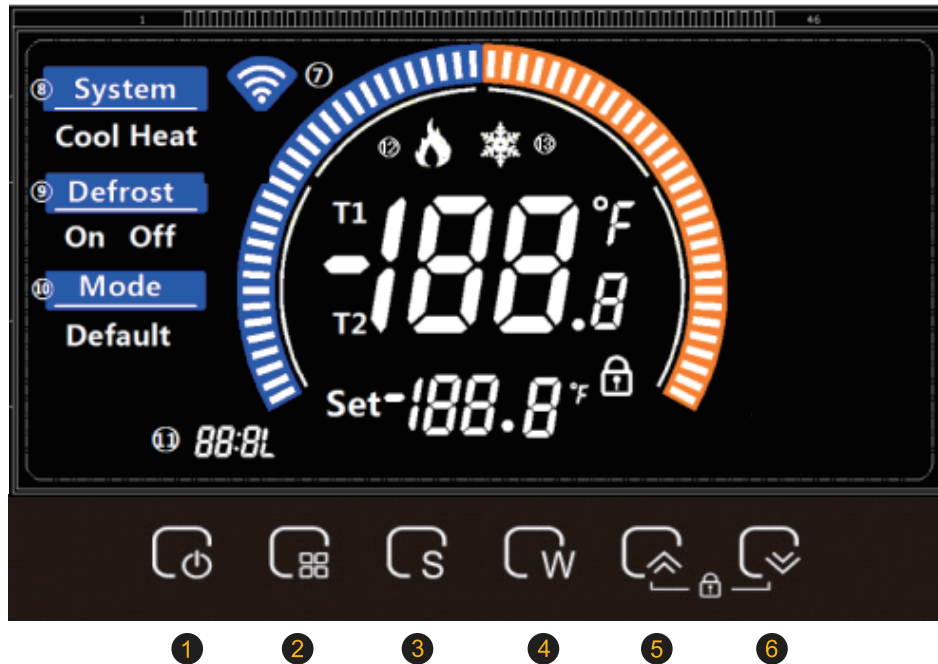 1 46
⑧ System ⑦
Cool Heat
⑨ Defrost
On Off
⑩ Mode
Default
⑫ ⑬
T1
-188.8 °F
T2
Set -188.8 °F
⑪ 88:8L
S W
1 2 3 4 5 6